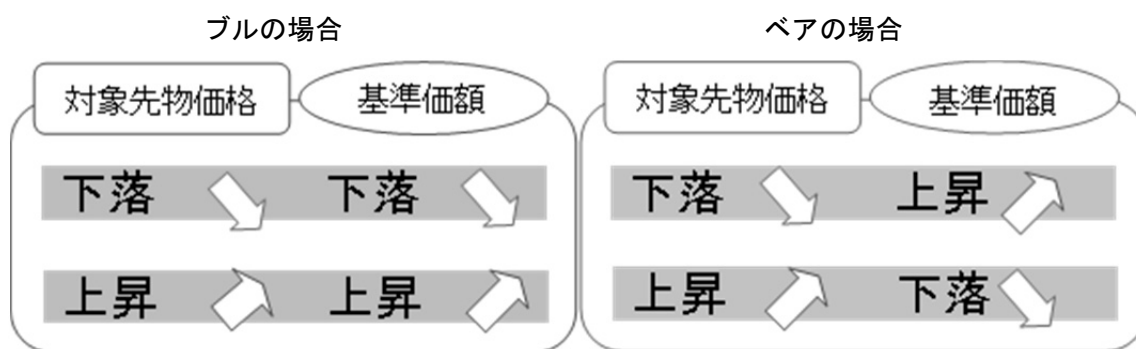 ブルの場合
対象先物価格 基準価額
下落 下落
上昇 上昇
ベアの場合
対象先物価格 基準価額
下落 上昇
上昇 下落